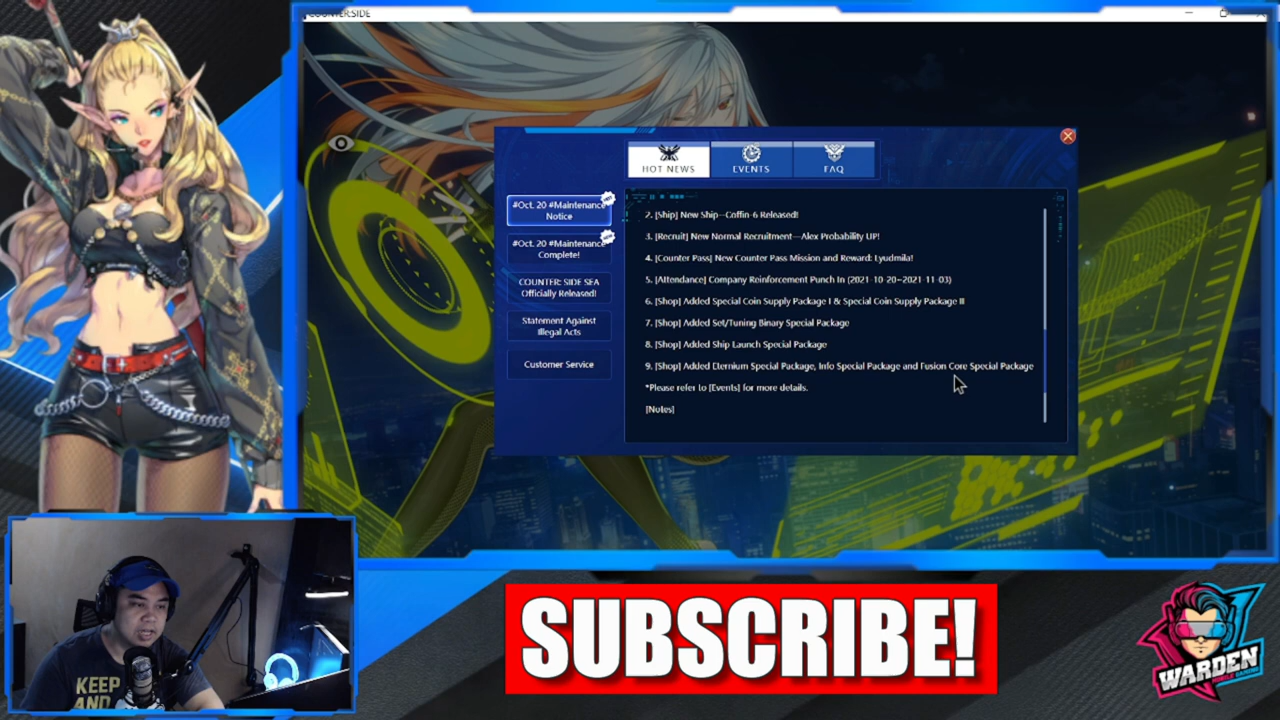 COUNTER:SIDE
HOT NEWS
EVENTS
FAQ
#Oct. 20 #Maintenance
Notice
#Oct. 20 #Maintenance
Complete!
COUNTER: SIDE SEA
Officially Released!
Statement Against
Illegal Acts
Customer Service
2. [Ship] New Ship--Coffin-6 Released!
3. [Recruit] New Normal Recruitment--Alex Probability UP!
4. [Counter Pass] New Counter Pass Mission and Reward: Lyudmila!
5. [Attendance] Company Reinforcement Punch In (2021-10-20~2021-11-03)
6. [Shop] Added Special Coin Supply Package I & Special Coin Supply Package II
7. [Shop] Added Set/Tuning Binary Special Package
8. [Shop] Added Ship Launch Special Package
9. [Shop] Added Eternium Special Package, Info Special Package and Fusion Core Special Package
*Please refer to [Events] for more details.
[Notes]
KEEP
AND
SUBSCRIBE!
WARDEN
MOBILE GAMING